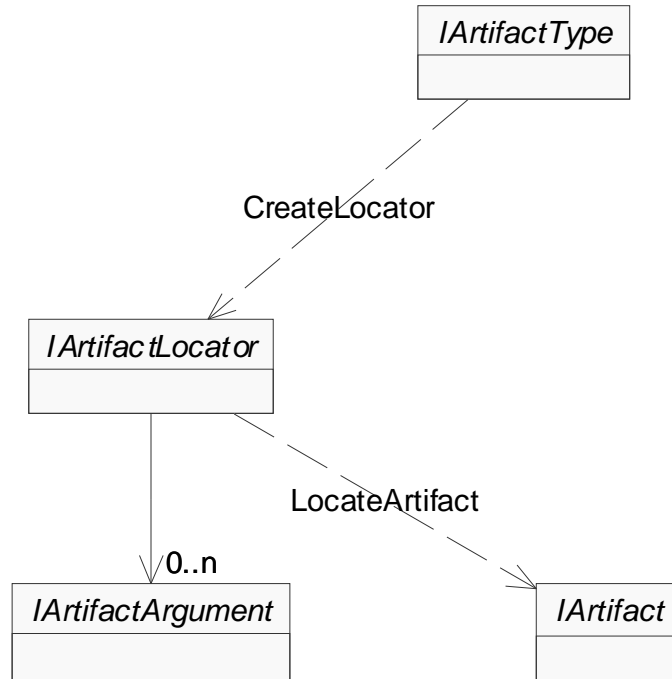 IArtifactType
CreateLocator
IArtifactLocator
LocateArtifact
0..n
IArtifactArgument
IArtifact